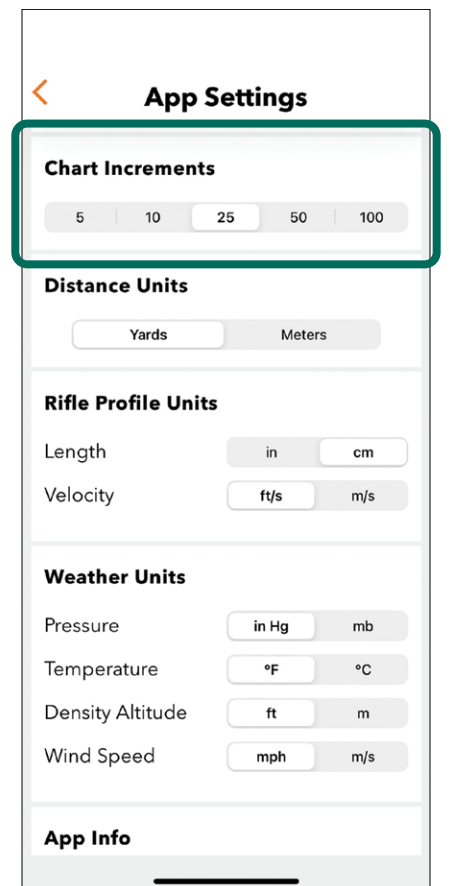 App Settings
Chart Increments
5 10 25 50 100
Distance Units
Yards Meters
Rifle Profile Units
Length in cm
Velocity ft/s m/s
Weather Units
Pressure in Hg mb
Temperature °F °C
Density Altitude ft m
Wind Speed mph m/s
App Info